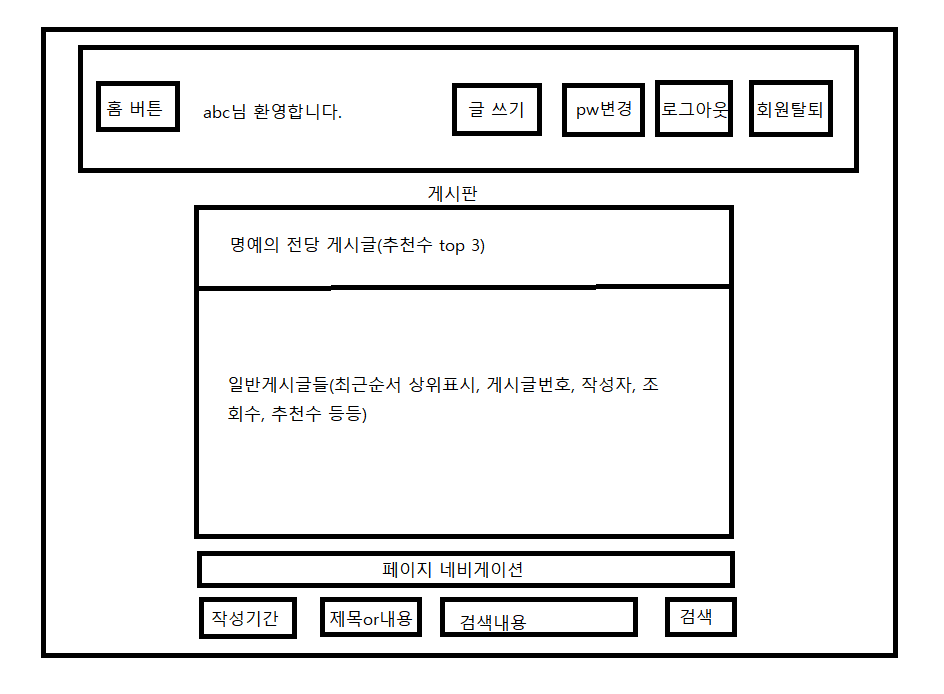 홈 버튼
abc님 환영합니다.
글 쓰기
pw변경
로그아웃
회원탈퇴
게시판
명예의 전당 게시글(추천수 top 3)
일반게시글들(최근순서 상위표시, 게시글번호, 작성자, 조
회수, 추천수 등등)
페이지 네비게이션
작성기간
제목or내용
검색내용
검색